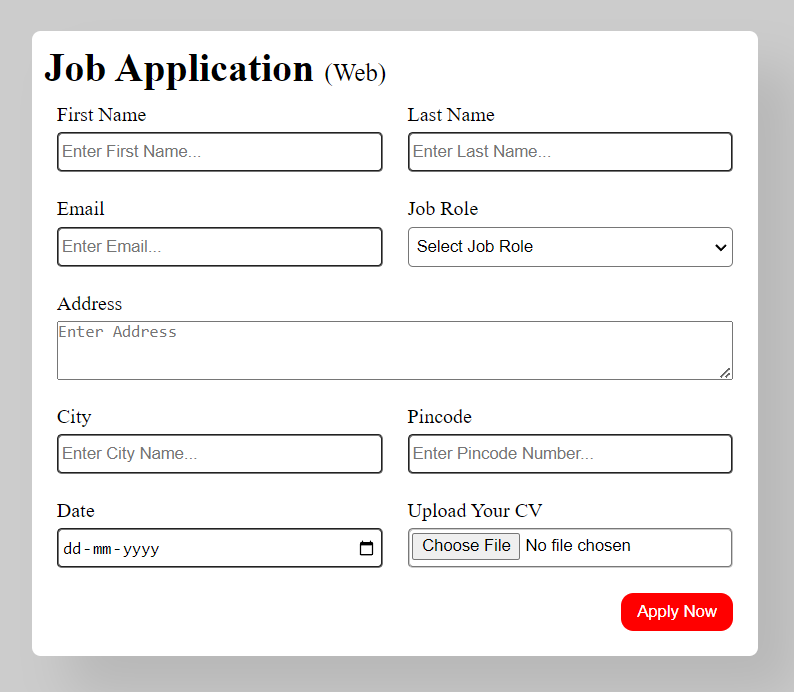 Job Application (Web)
First Name Last Name
Enter First Name... Enter Last Name...
Email Job Role
Enter Email... Select Job Role
Address
Enter Address
City Pincode
Enter City Name... Enter Pincode Number...
Date Upload Your CV
dd-mm-yyyy Choose File No file chosen
Apply Now